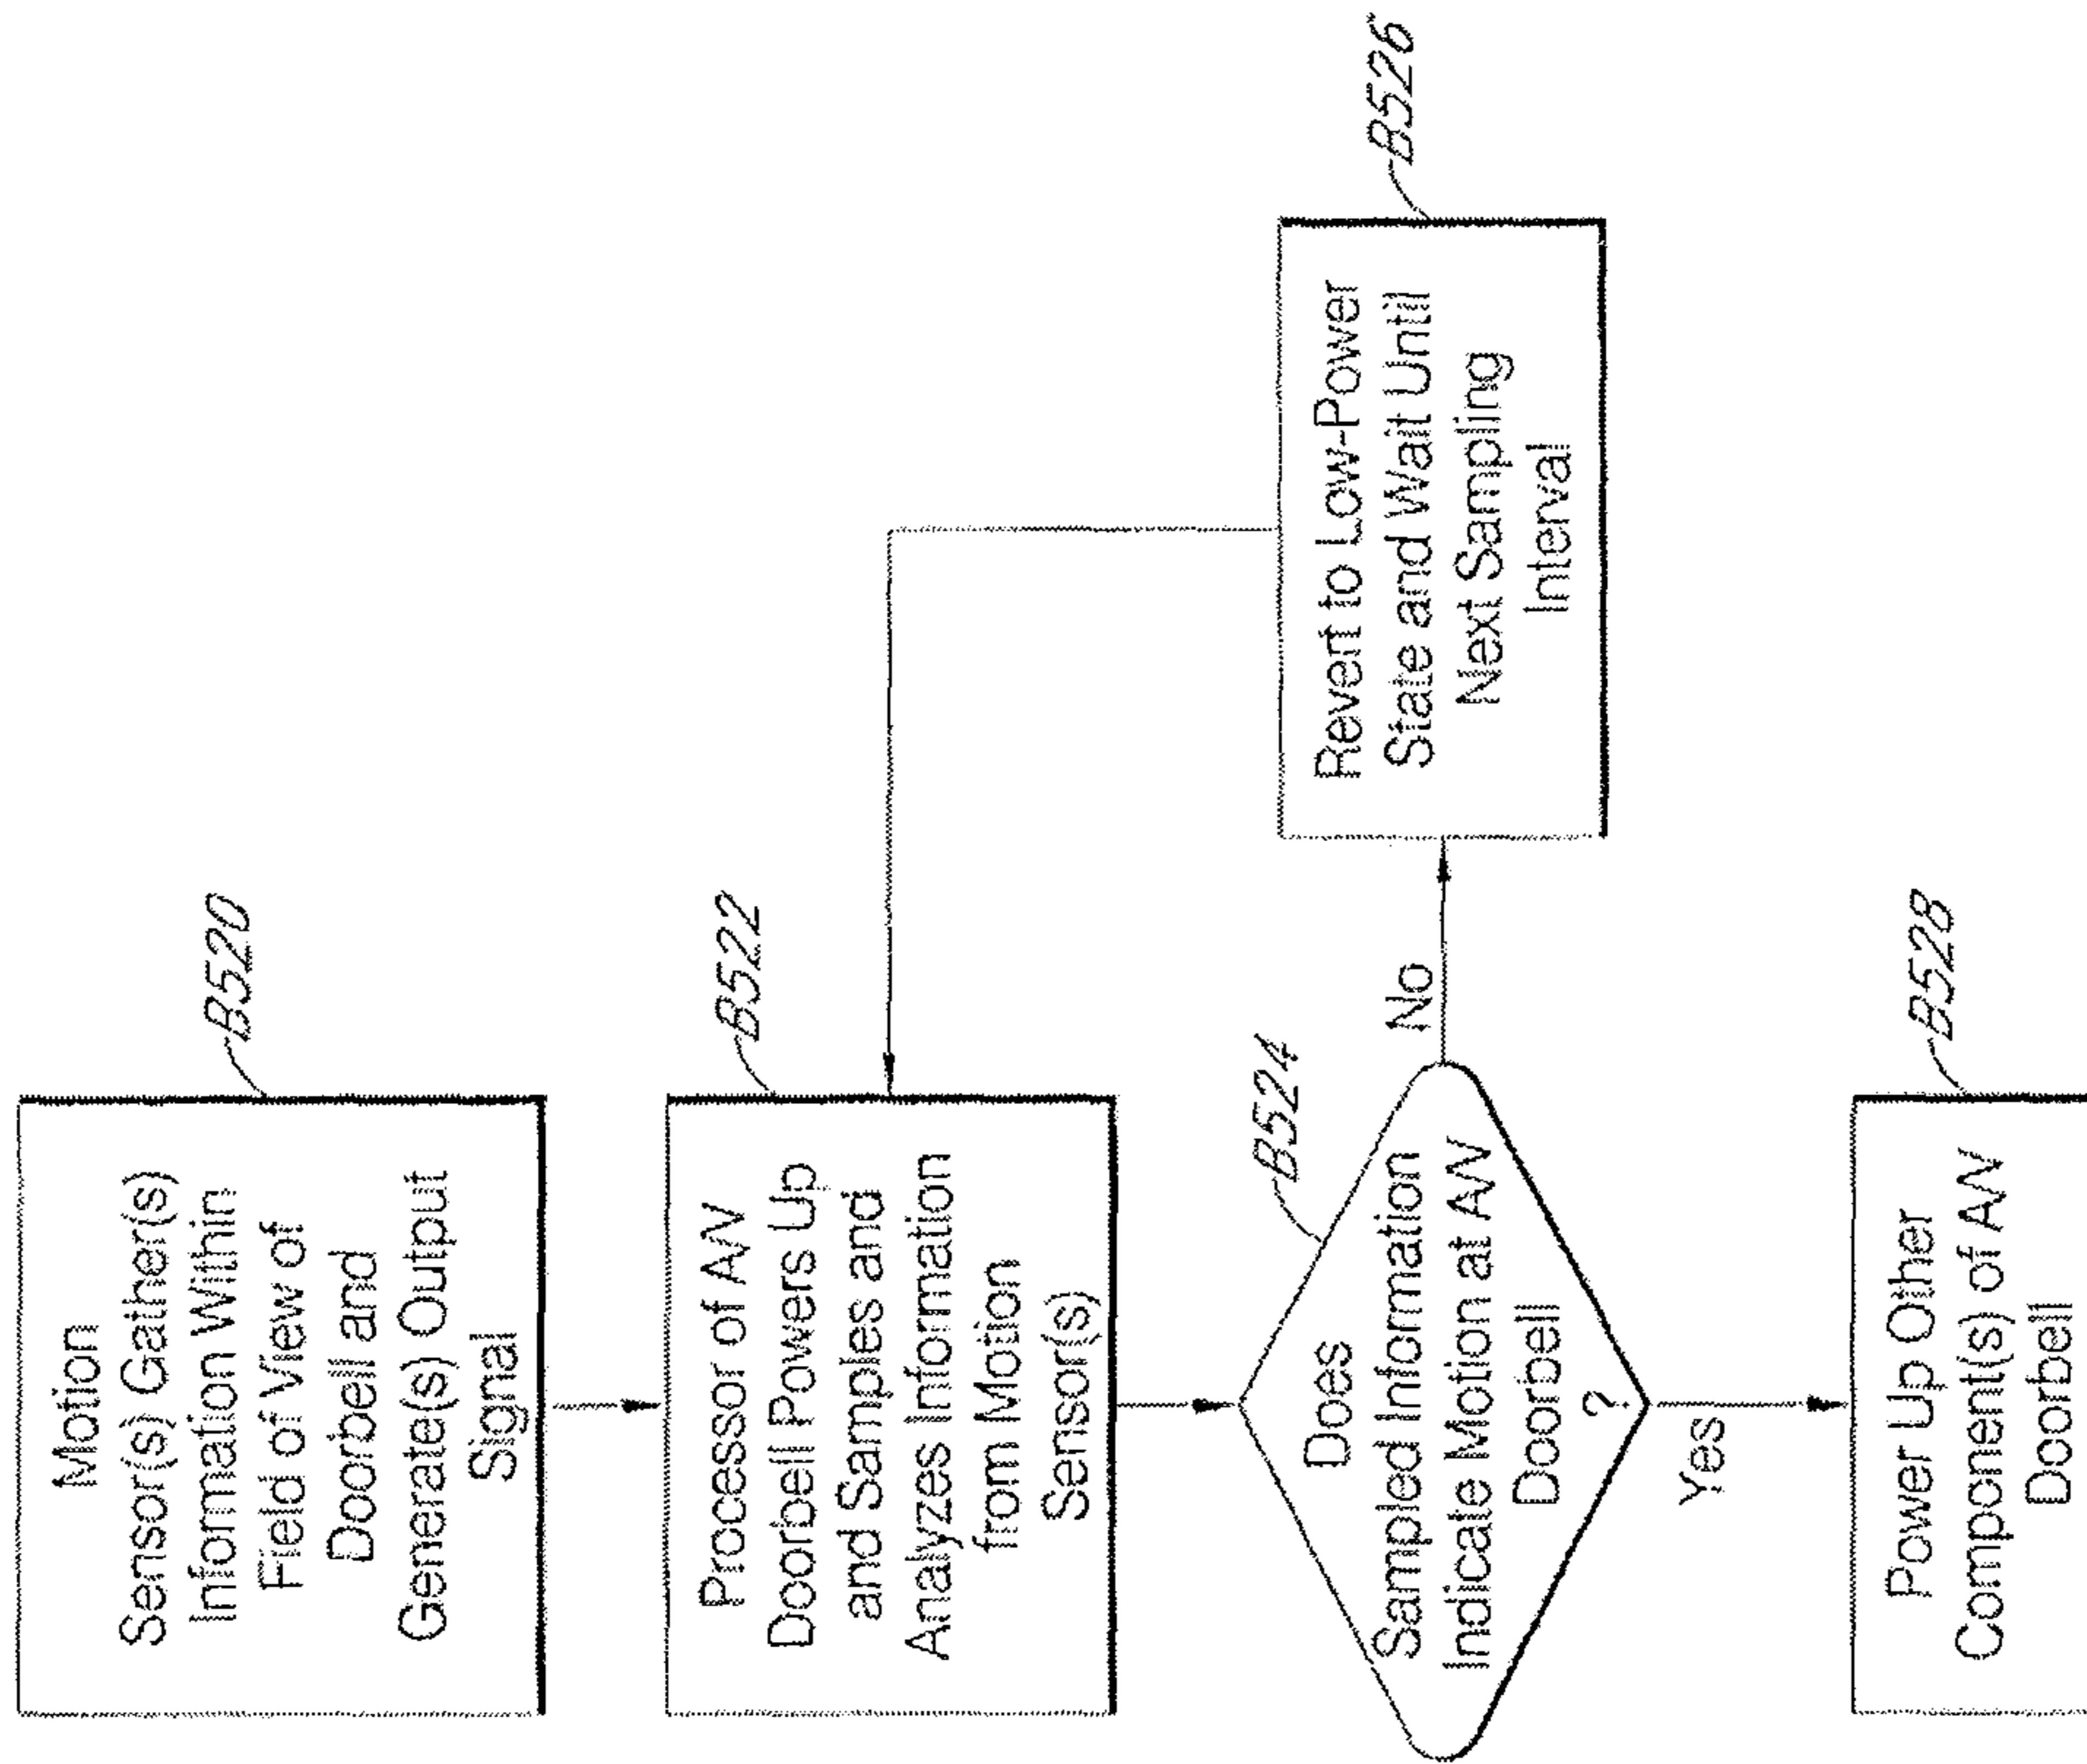 Motion
Sensor(s) Gather(s)
Information Within
Field of View of
Doorbell and
Generate(s) Output
Signal
B520
Processor of A/V
Doorbell Powers Up
and Samples and
Analyzes Information
from Motion
Sensor(s)
B522
Does
Sampled Information
Indicate Motion at A/V
Doorbell
?
B524
No
Revert to Low-Power
State and Wait Until
Next Sampling
Interval
B526
Yes
Power Up Other
Component(s) of A/V
Doorbell
B528